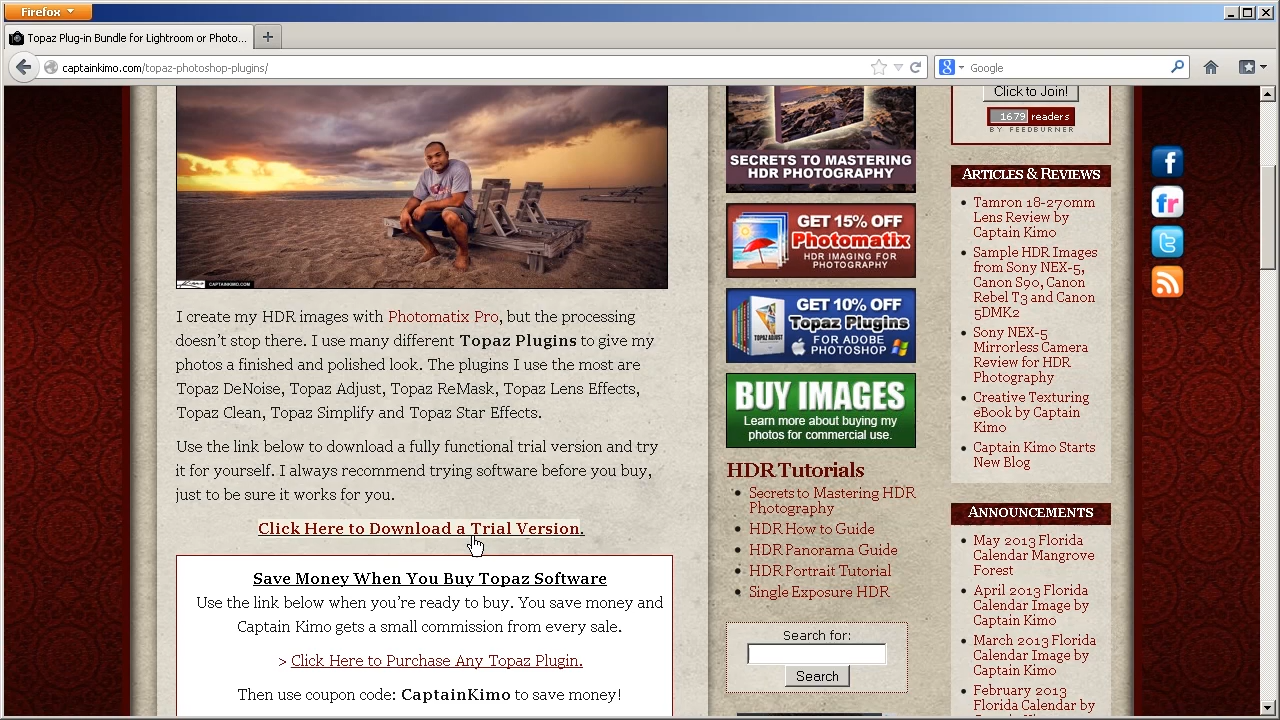 Firefox
Topaz Plug-in Bundle for Lightroom or Photo...
captainkimo.com/topaz-photoshop-plugins/
Google
CAPTAINKIMO.COM
I create my HDR images with Photomatix Pro, but the processing
doesn't stop there. I use many different Topaz Plugins to give my
photos a finished and polished look. The plugins I use the most are
Topaz DeNoise, Topaz Adjust, Topaz ReMask, Topaz Lens Effects,
Topaz Clean, Topaz Simplify and Topaz Star Effects.
Use the link below to download a fully functional trial version and try
it for yourself. I always recommend trying software before you buy,
just to be sure it works for you.
Click Here to Download a Trial Version.
Save Money When You Buy Topaz Software
Use the link below when you're ready to buy. You save money and
Captain Kimo gets a small commission from every sale.
> Click Here to Purchase Any Topaz Plugin.
Then use coupon code: CaptainKimo to save money!
SECRETS TO MASTERING
HDR PHOTOGRAPHY
GET 15% OFF
Photomatix
HDR IMAGING FOR
PHOTOGRAPHY
GET 10% OFF
Topaz Plugins
FOR ADOBE
PHOTOSHOP
TOPAZ ADJUST
BUY IMAGES
Learn more about buying my
photos for commercial use.
HDR Tutorials
Secrets to Mastering HDR
Photography
HDR How to Guide
HDR Panorama Guide
HDR Portrait Tutorial
Single Exposure HDR
Search for:
Search
Click to Join!
1679 readers
BY FEEDBURNER
Articles & Reviews
Tamron 18-270mm
Lens Review by
Captain Kimo
Sample HDR Images
from Sony NEX-5,
Canon S90, Canon
Rebel T3 and Canon
5DMK2
Sony NEX-5
Mirrorless Camera
Review for HDR
Photography
Creative Texturing
eBook by Captain
Kimo
Captain Kimo Starts
New Blog
Announcements
May 2013 Florida
Calendar Mangrove
Forest
April 2013 Florida
Calendar Image by
Captain Kimo
March 2013 Florida
Calendar Image by
Captain Kimo
February 2013
Florida Calendar by